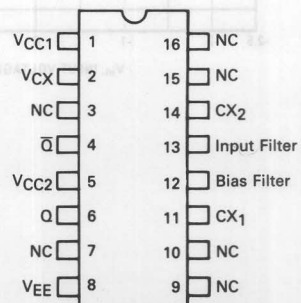 VCC1 1 16 NC
VCX 2 15 NC
NC 3 14 CX2
Q̅ 4 13 Input Filter
VCC2 5 12 Bias Filter
Q 6 11 CX1
NC 7 10 NC
VEE 8 9 NC